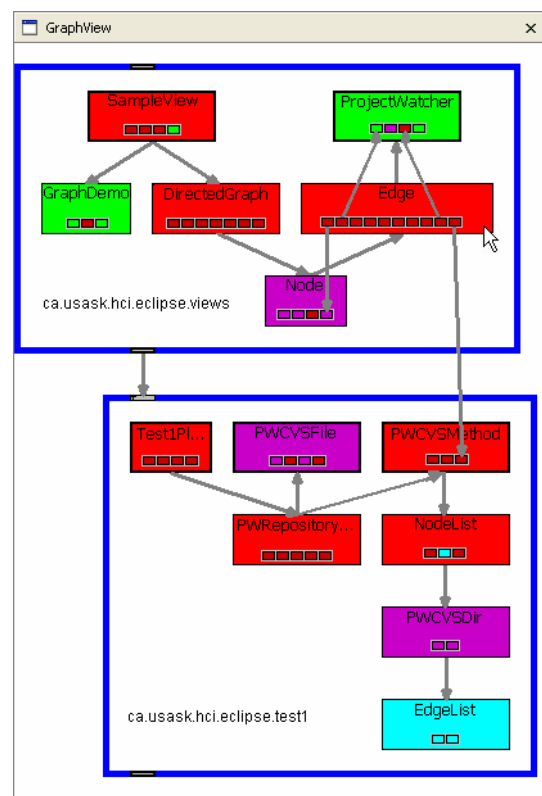 GraphView
SampleView
ProjectWatcher
GraphDemo
DirectedGraph
Edge
Node
ca.usask.hci.eclipse.views
Test1Pl...
PWCVSFile
PWCVSMethod
PWRepository...
NodeList
PWCVSDir
EdgeList
ca.usask.hci.eclipse.test1